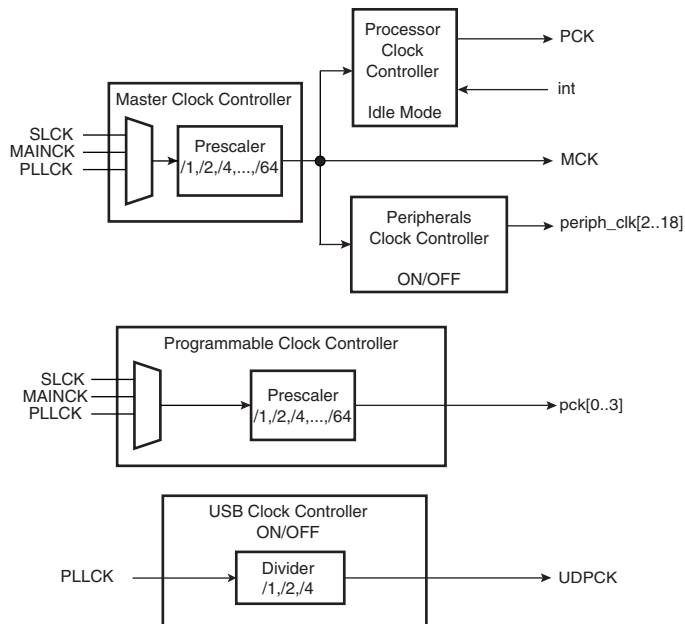 Processor
Clock
Controller
Idle Mode
PCK
int
Master Clock Controller
SLCK
MAINCK
PLLCK
Prescaler
/1,/2,/4,...,/64
MCK
Peripherals
Clock Controller
ON/OFF
periph_clk[2..18]
Programmable Clock Controller
SLCK
MAINCK
PLLCK
Prescaler
/1,/2,/4,...,/64
pck[0..3]
USB Clock Controller
ON/OFF
PLLCK
Divider
/1,/2,/4
UDPCK